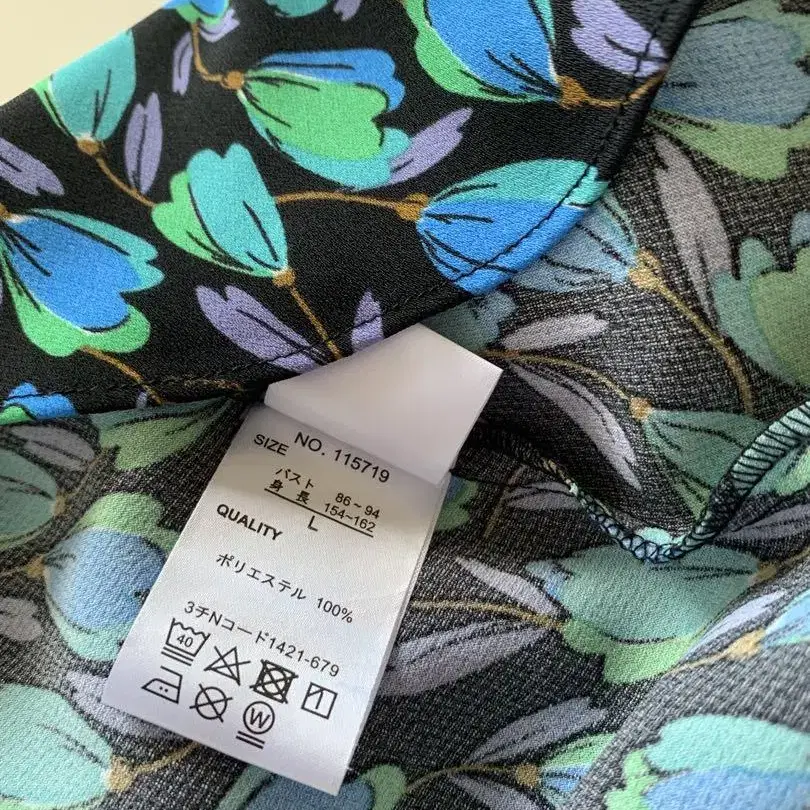 NO. 115719
SIZE
バスト 86~94
身長 154~162
L
QUALITY
ポリエステル 100%
3チNコード1421-679
40
W